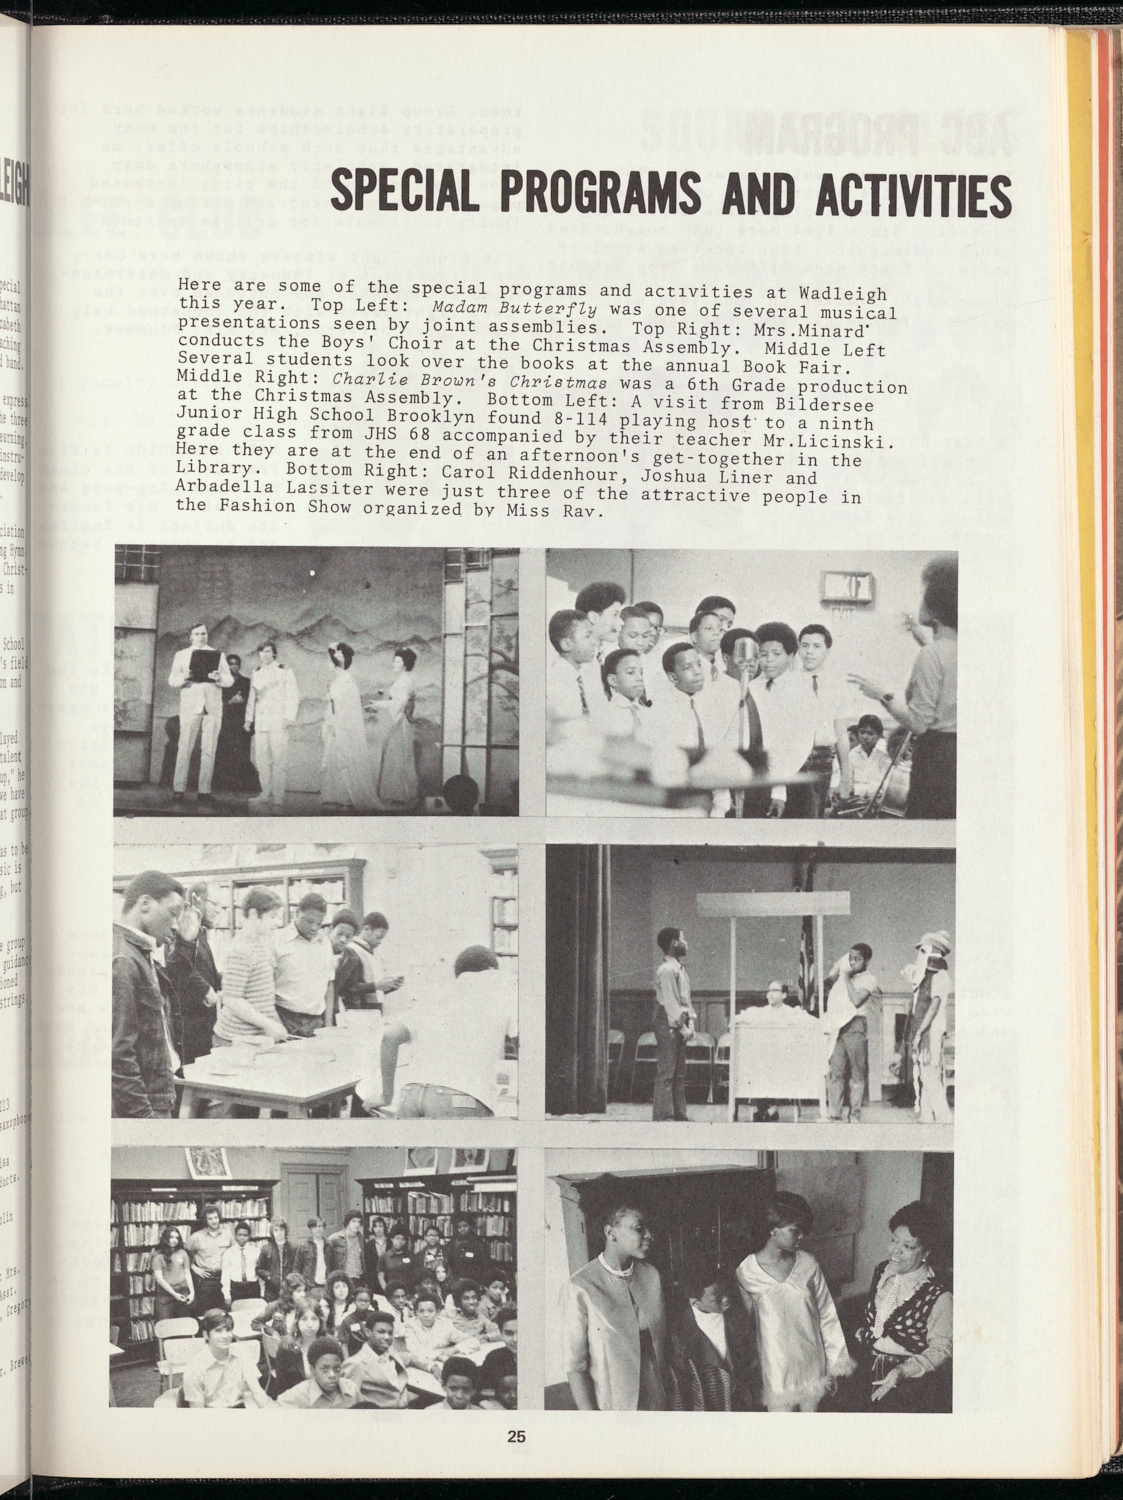 SPECIAL PROGRAMS AND ACTIVITIES
Here are some of the special programs and activities at Wadleigh
this year. Top Left: Madam Butterfly was one of several musical
presentations seen by joint assemblies. Top Right: Mrs.Minard
conducts the Boys' Choir at the Christmas Assembly. Middle Left
Several students look over the books at the annual Book Fair.
Middle Right: Charlie Brown's Christmas was a 6th Grade production
at the Christmas Assembly. Bottom Left: A visit from Bildersee
Junior High School Brooklyn found 8-114 playing host to a ninth
grade class from JHS 68 accompanied by their teacher Mr.Licinski.
Here they are at the end of an afternoon's get-together in the
Library. Bottom Right: Carol Riddenhour, Joshua Liner and
Arbadella Lassiter were just three of the attractive people in
the Fashion Show organized by Miss Ray.
EXIT
25